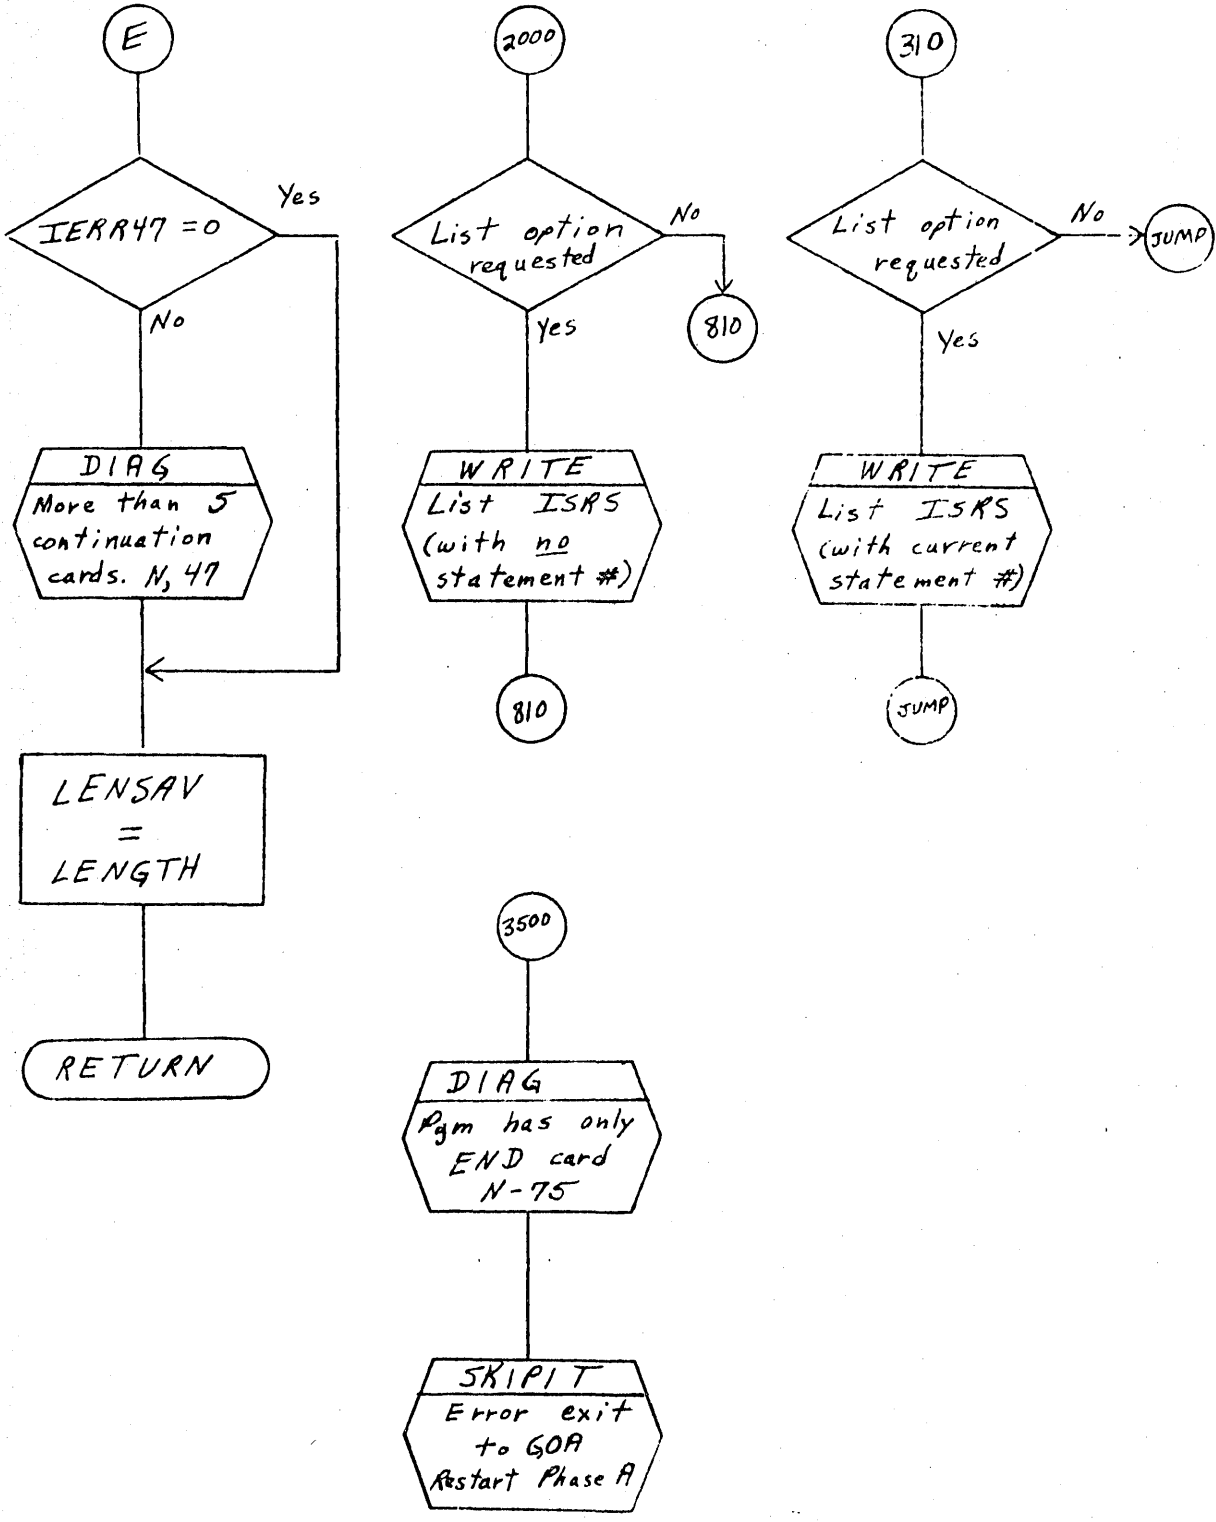 E
IERR47 = 0
Yes
No
DIAG
More than 5
continuation
cards. N, 47
LENSAV
=
LENGTH
RETURN
2000
List option
requested
No
810
Yes
WRITE
List ISRS
(with no
statement #)
810
310
List option
requested
No
JUMP
Yes
WRITE
List ISRS
(with current
statement #)
JUMP
3500
DIAG
Pgm has only
END card
N-75
SKIPIT
Error exit
to GOA
Restart Phase A